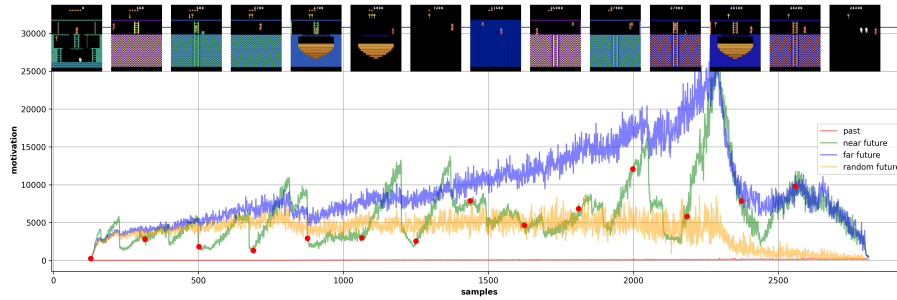 30000
25000
20000
15000
10000
5000
0
motivation
past
near future
far future
random future
0
500
1000
1500
2000
2500
samples